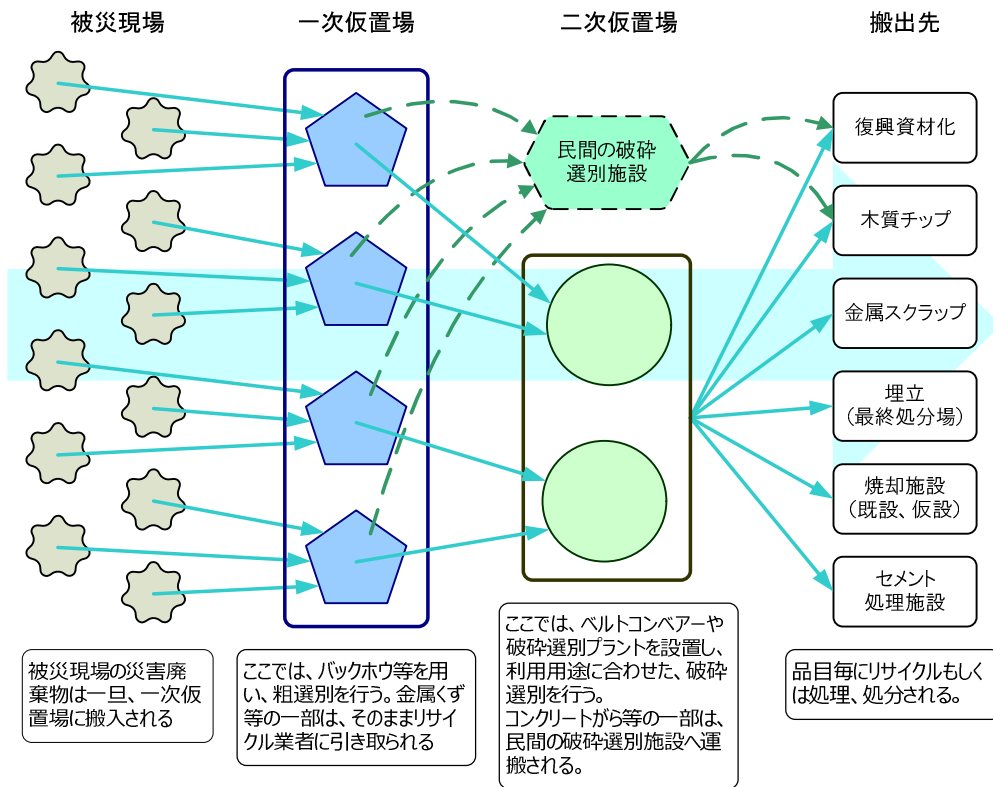 被災現場
一次仮置場
二次仮置場
搬出先
民間の破砕
選別施設
復興資材化
木質チップ
金属スクラップ
埋立
（最終処分場）
焼却施設
（既設、仮設）
セメント
処理施設
被災現場の災害廃
棄物は一旦、一次仮
置場に搬入される
ここでは、バックホウ等を用
い、粗選別を行う。金属くず
等の一部は、そのままリサイ
クル業者に引き取られる
ここでは、ベルトコンベアーや
破砕選別プラントを設置し、
利用用途に合わせた、破砕
選別を行う。
コンクリートがら等の一部は、
民間の破砕選別施設へ運
搬される。
品目毎にリサイクルもしく
は処理、処分される。